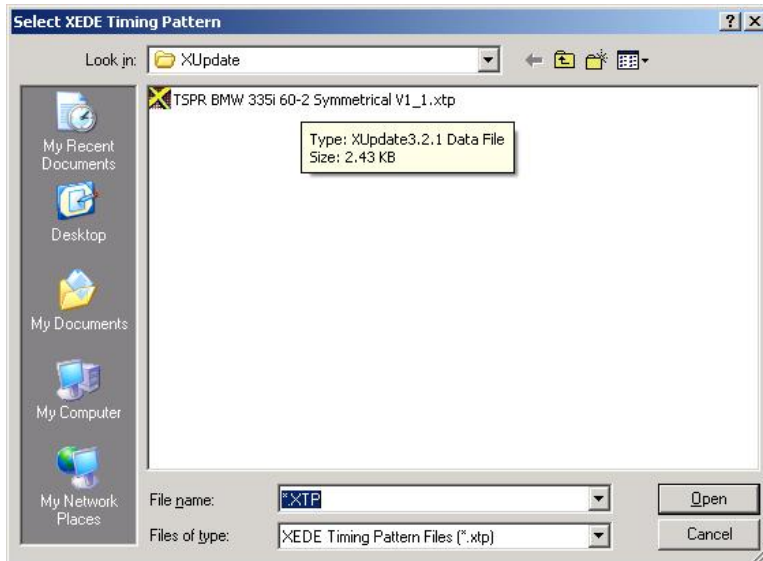 Select XEDE Timing Pattern
Look in:
XUpdate
TSPR BMW 335i 60-2 Symmetrical V1_1.xtp
Type: XUpdate3.2.1 Data File
Size: 2.43 KB
My Recent
Documents
Desktop
My Documents
My Computer
My Network
Places
File name:
*.XTP
Open
Files of type:
XEDE Timing Pattern Files (*.xtp)
Cancel